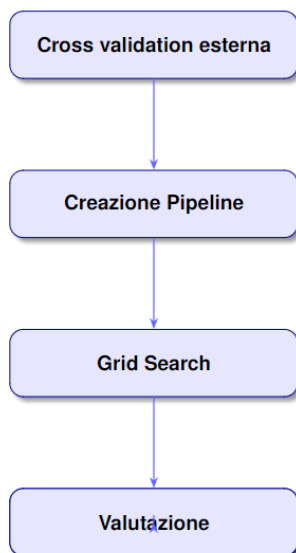 Cross validation esterna
Creazione Pipeline
Grid Search
Valutazione